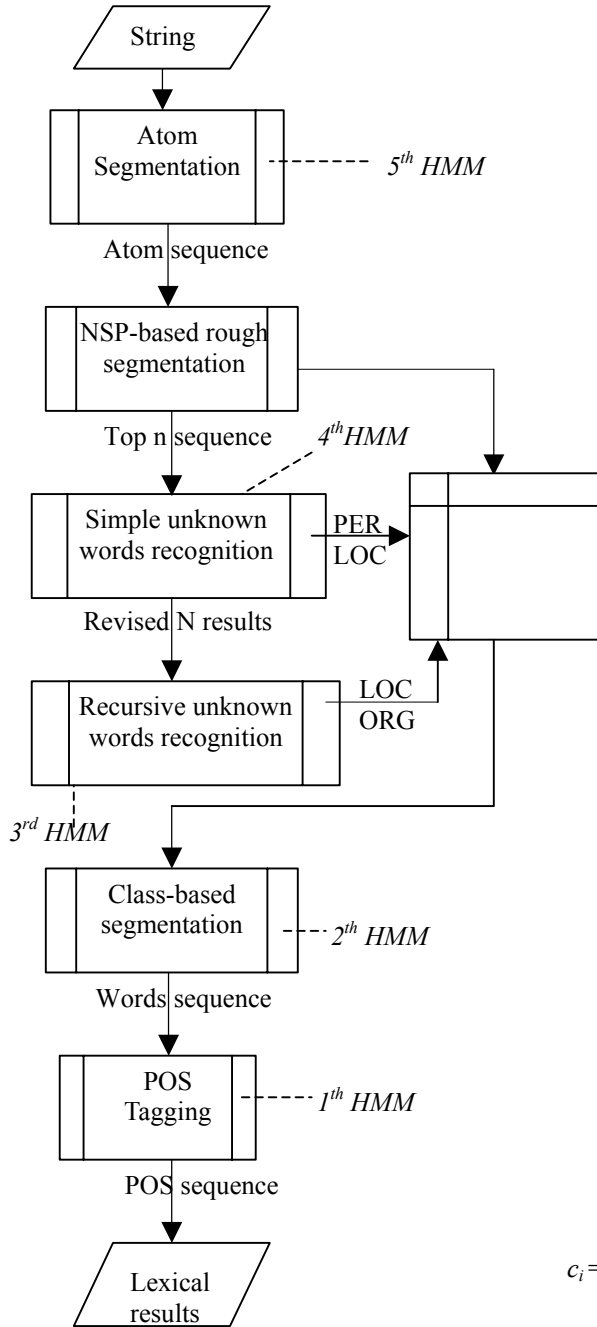 String
Atom
Segmentation
5th HMM
Atom sequence
NSP-based rough
segmentation
Top n sequence
4thHMM
Simple unknown
words recognition
PER
LOC
Revised N results
Recursive unknown
words recognition
LOC
ORG
3rd HMM
Class-based
segmentation
2th HMM
Words sequence
POS
Tagging
1th HMM
POS sequence
Lexical
results
ci=